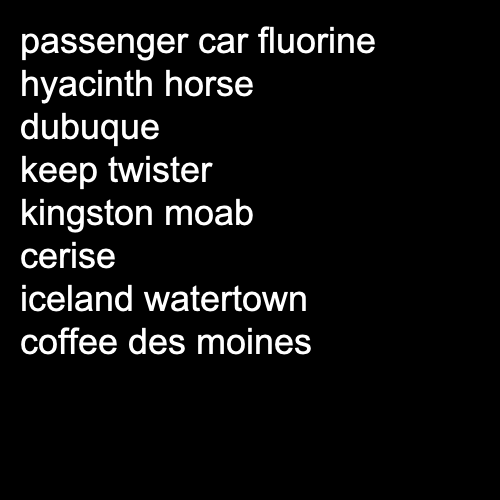 passenger car fluorine
hyacinth horse
dubuque
keep twister
kingston moab
cerise
iceland watertown
coffee des moines